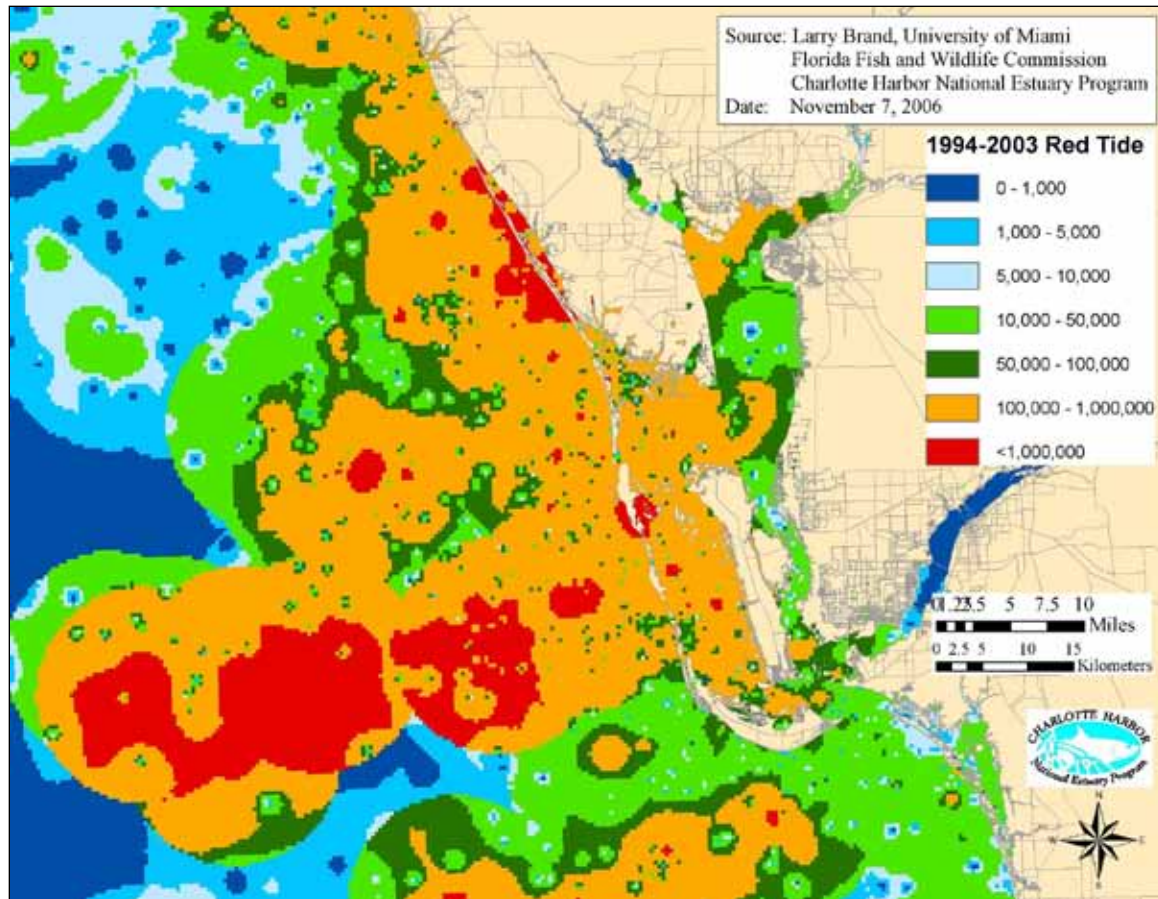 Source: Larry Brand, University of Miami
Florida Fish and Wildlife Commission
Charlotte Harbor National Estuary Program
Date: November 7, 2006
1994-2003 Red Tide
0 - 1,000
1,000 - 5,000
5,000 - 10,000
10,000 - 50,000
50,000 - 100,000
100,000 - 1,000,000
<1,000,000
5 7.5 10
Miles
0 2.5 5 10 15
Kilometers
CHARLOTTE HARBOR
National Estuary Program
N
W E
S